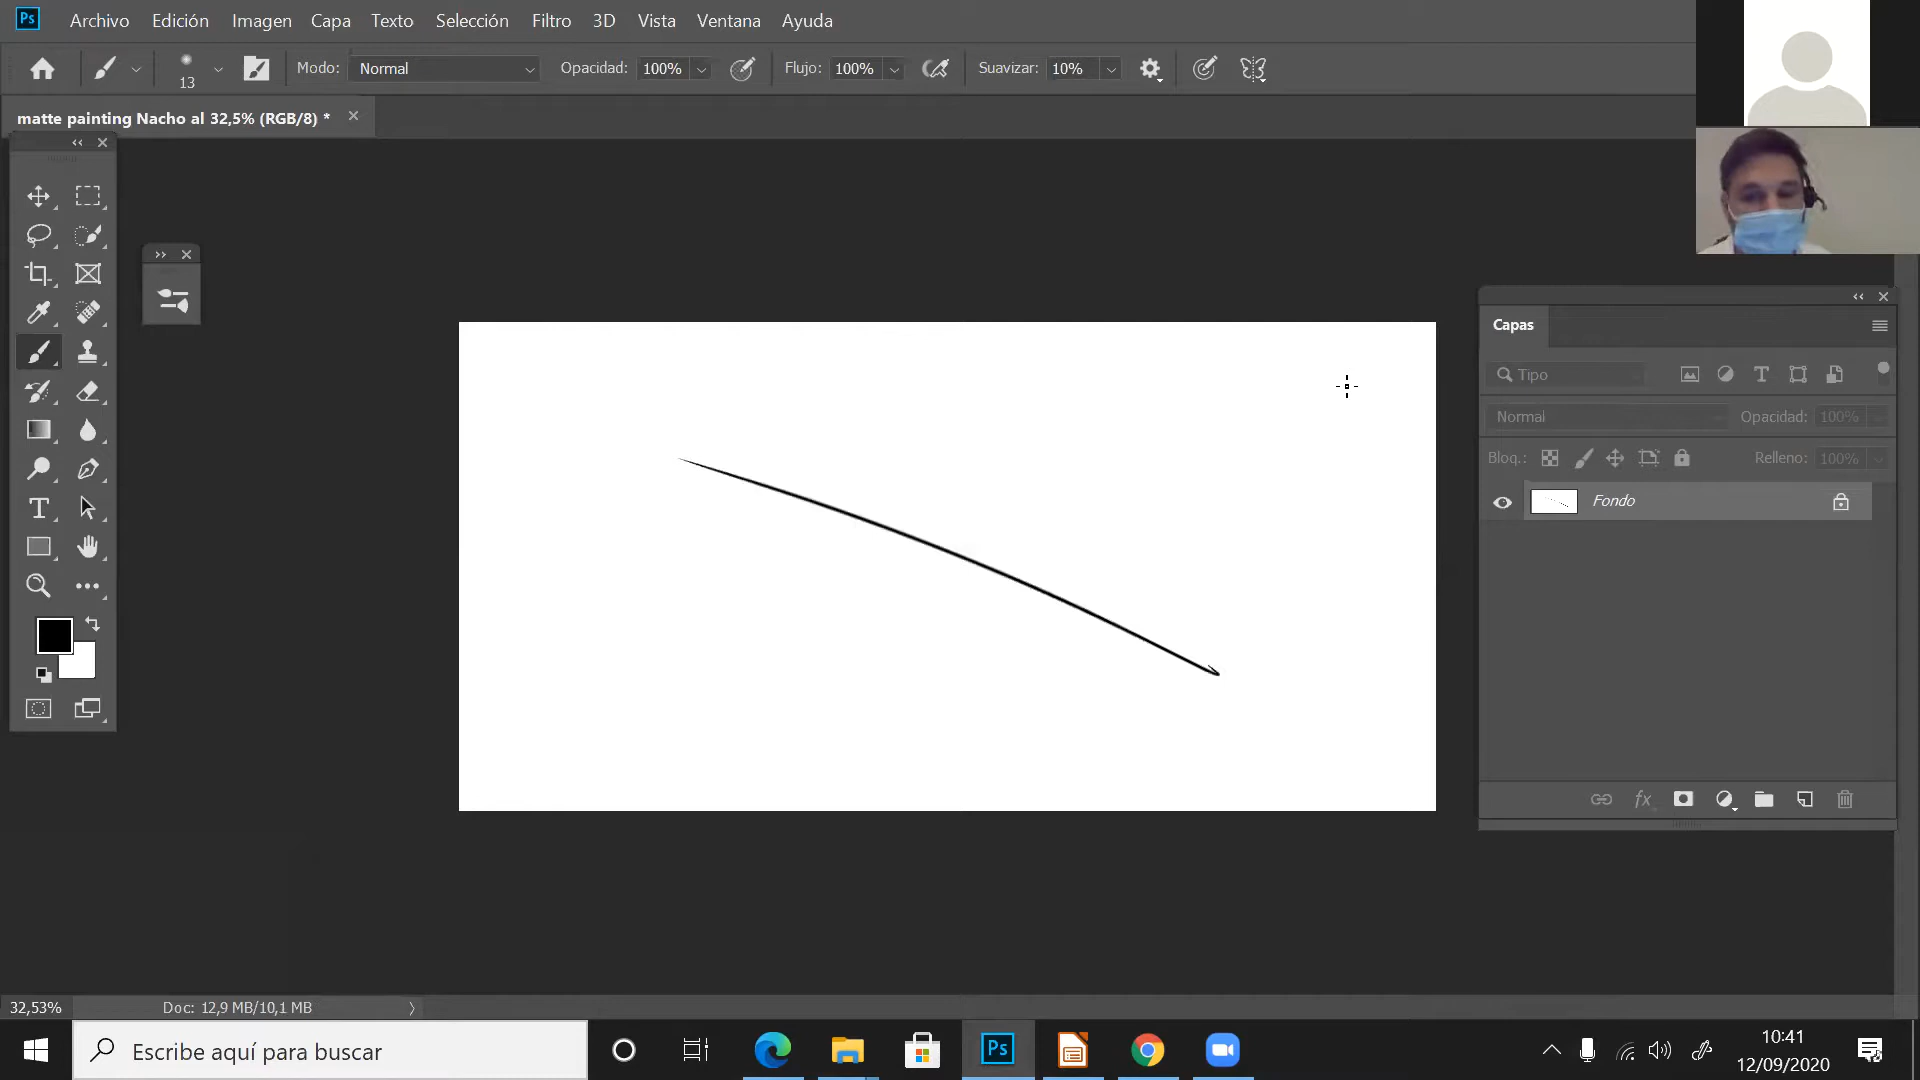 Ps Archivo Edición Imagen Capa Texto Selección Filtro 3D Vista Ventana Ayuda
13 Modo: Normal Opacidad: 100% Flujo: 100% Suavizar: 10%
matte painting Nacho al 32,5% (RGB/8) *
Capas
Tipo
Normal Opacidad: 100%
Bloq.: Relleno: 100%
Fondo
fx
32,53% Doc: 12,9 MB/10,1 MB
Escribe aquí para buscar
Ps
10:41
12/09/2020